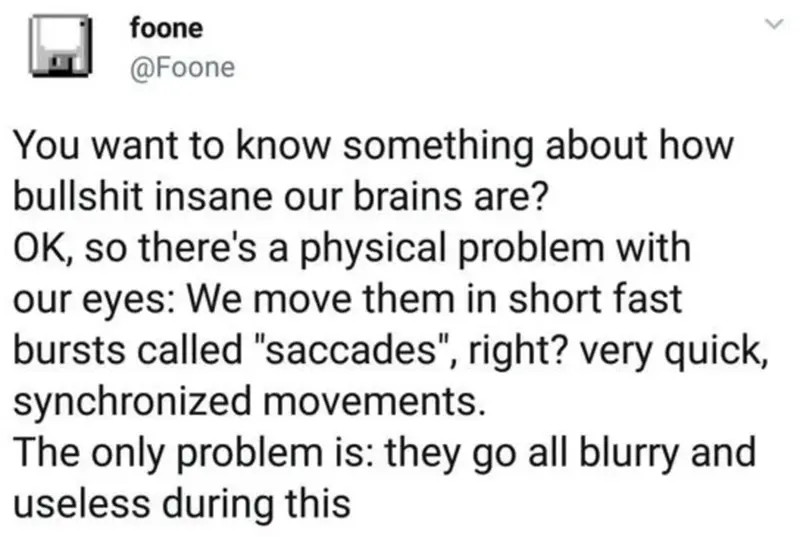 foone
@Foone
You want to know something about how
bullshit insane our brains are?
OK, so there's a physical problem with
our eyes: We move them in short fast
bursts called "saccades", right? very quick,
synchronized movements.
The only problem is: they go all blurry and
useless during this